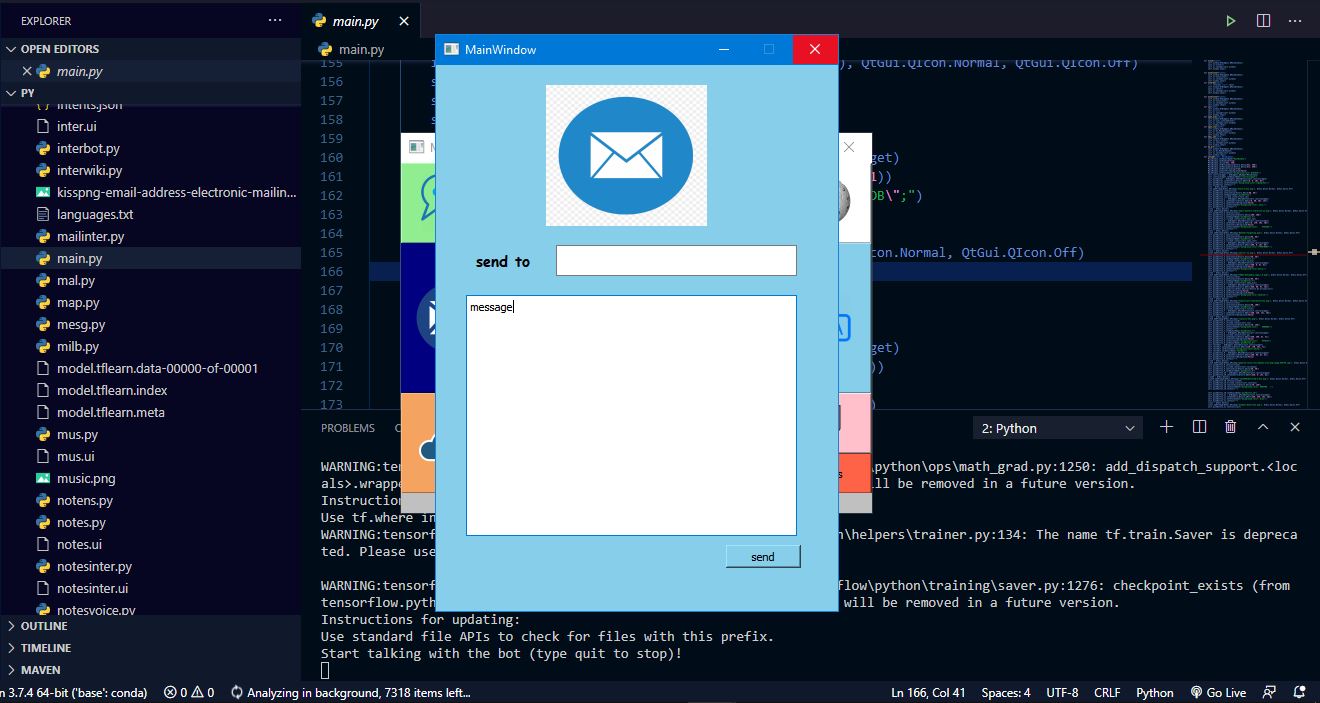 EXPLORER
OPEN EDITORS
main.py
PY
intents.json
inter.ui
interbot.py
interwiki.py
kisspng-email-address-electronic-mailin...
languages.txt
mailinter.py
main.py
mal.py
map.py
mesg.py
milb.py
model.tflearn.data-00000-of-00001
model.tflearn.index
model.tflearn.meta
mus.py
mus.ui
music.png
notens.py
notes.py
notes.ui
notesinter.py
notesinter.ui
notesvoice.py
OUTLINE
TIMELINE
MAVEN
main.py
main.py
155 ), QtGui.QIcon.Normal, QtGui.QIcon.Off)
156
157
158
159
160 get)
161 1))
162 DB\";")
163
164
165 con.Normal, QtGui.QIcon.Off)
166
167
168
169
170 get)
171 ))
172
173 )
MainWindow
send to
message
send
PROBLEMS
2: Python
WARNING:ten \python\ops\math_grad.py:1250: add_dispatch_support.<loc
als>.wrappe ll be removed in a future version.
Instruction
Use tf.where in
WARNING:tensorf n\helpers\trainer.py:134: The name tf.train.Saver is depreca
ted. Please use
WARNING:tensorf flow\python\training\saver.py:1276: checkpoint_exists (from
tensorflow.pyth will be removed in a future version.
Instructions for updating:
Use standard file APIs to check for files with this prefix.
Start talking with the bot (type quit to stop)!
n 3.7.4 64-bit ('base': conda) 0 0 Analyzing in background, 7318 items left... Ln 166, Col 41 Spaces: 4 UTF-8 CRLF Python Go Live